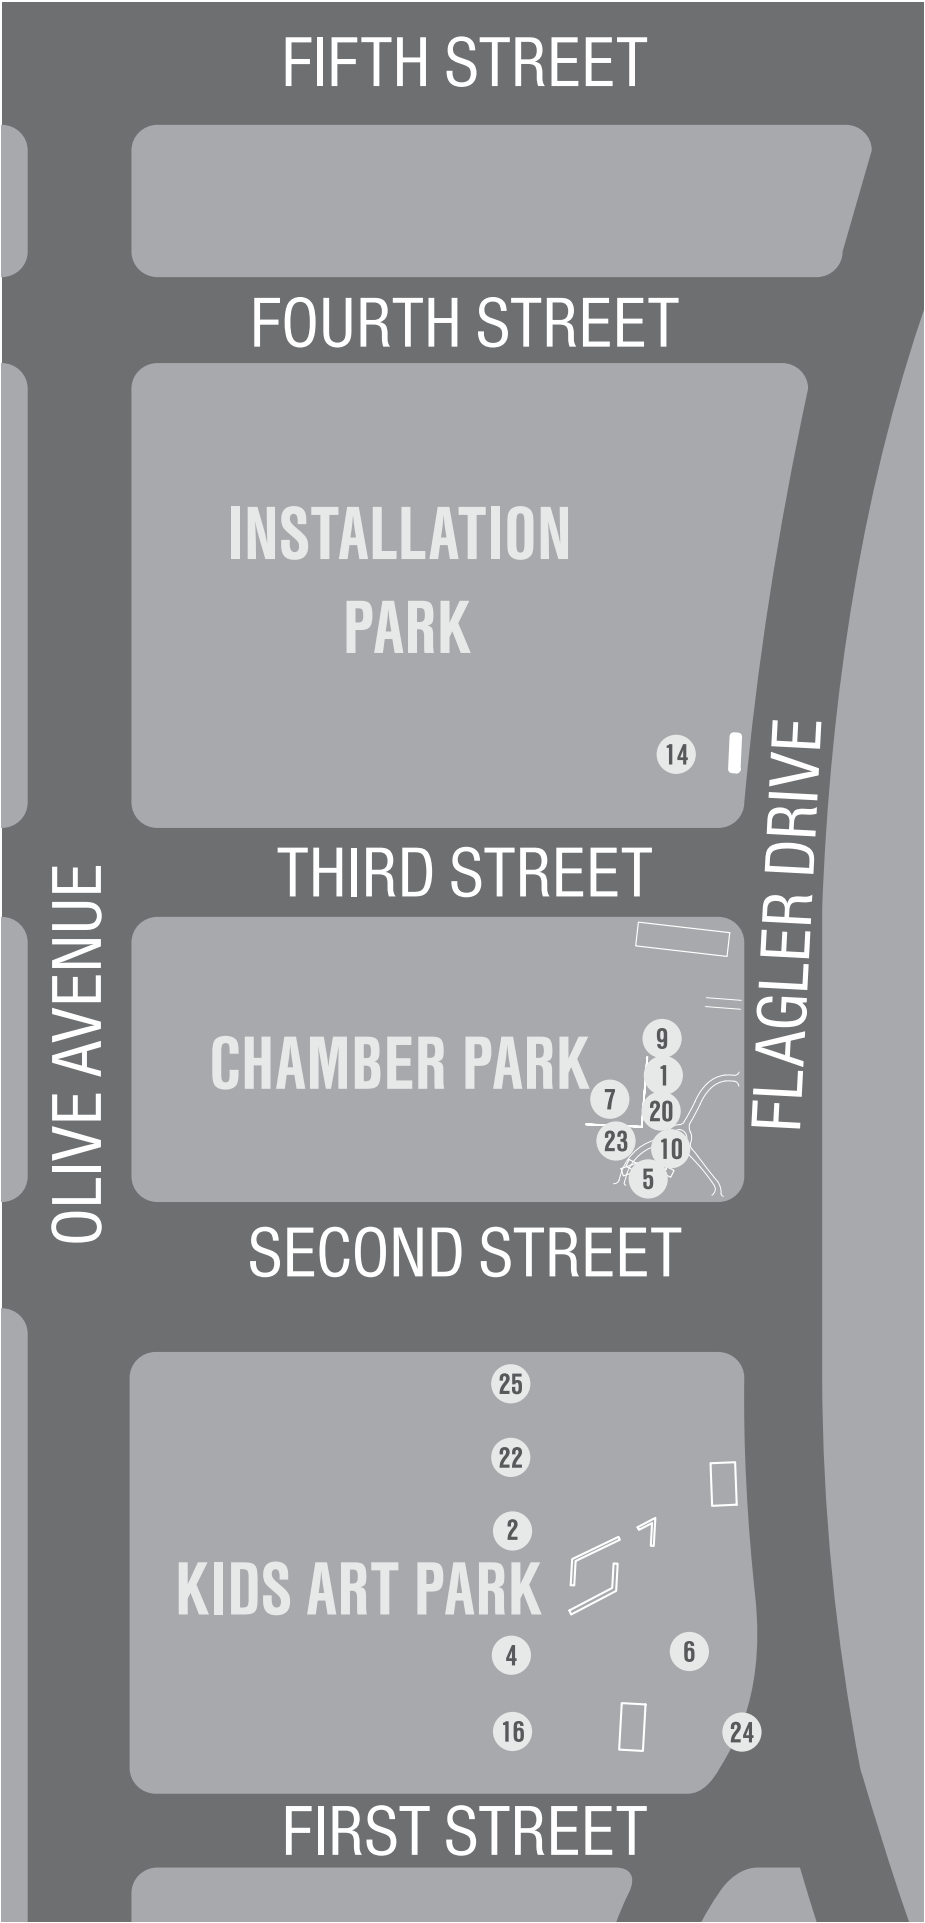 FIFTH STREET
FOURTH STREET
INSTALLATION
PARK
14
FLAGLER DRIVE
THIRD STREET
OLIVE AVENUE
CHAMBER PARK
9
1
7
20
23
10
5
SECOND STREET
25
22
2
KIDS ART PARK
4
6
16
24
FIRST STREET